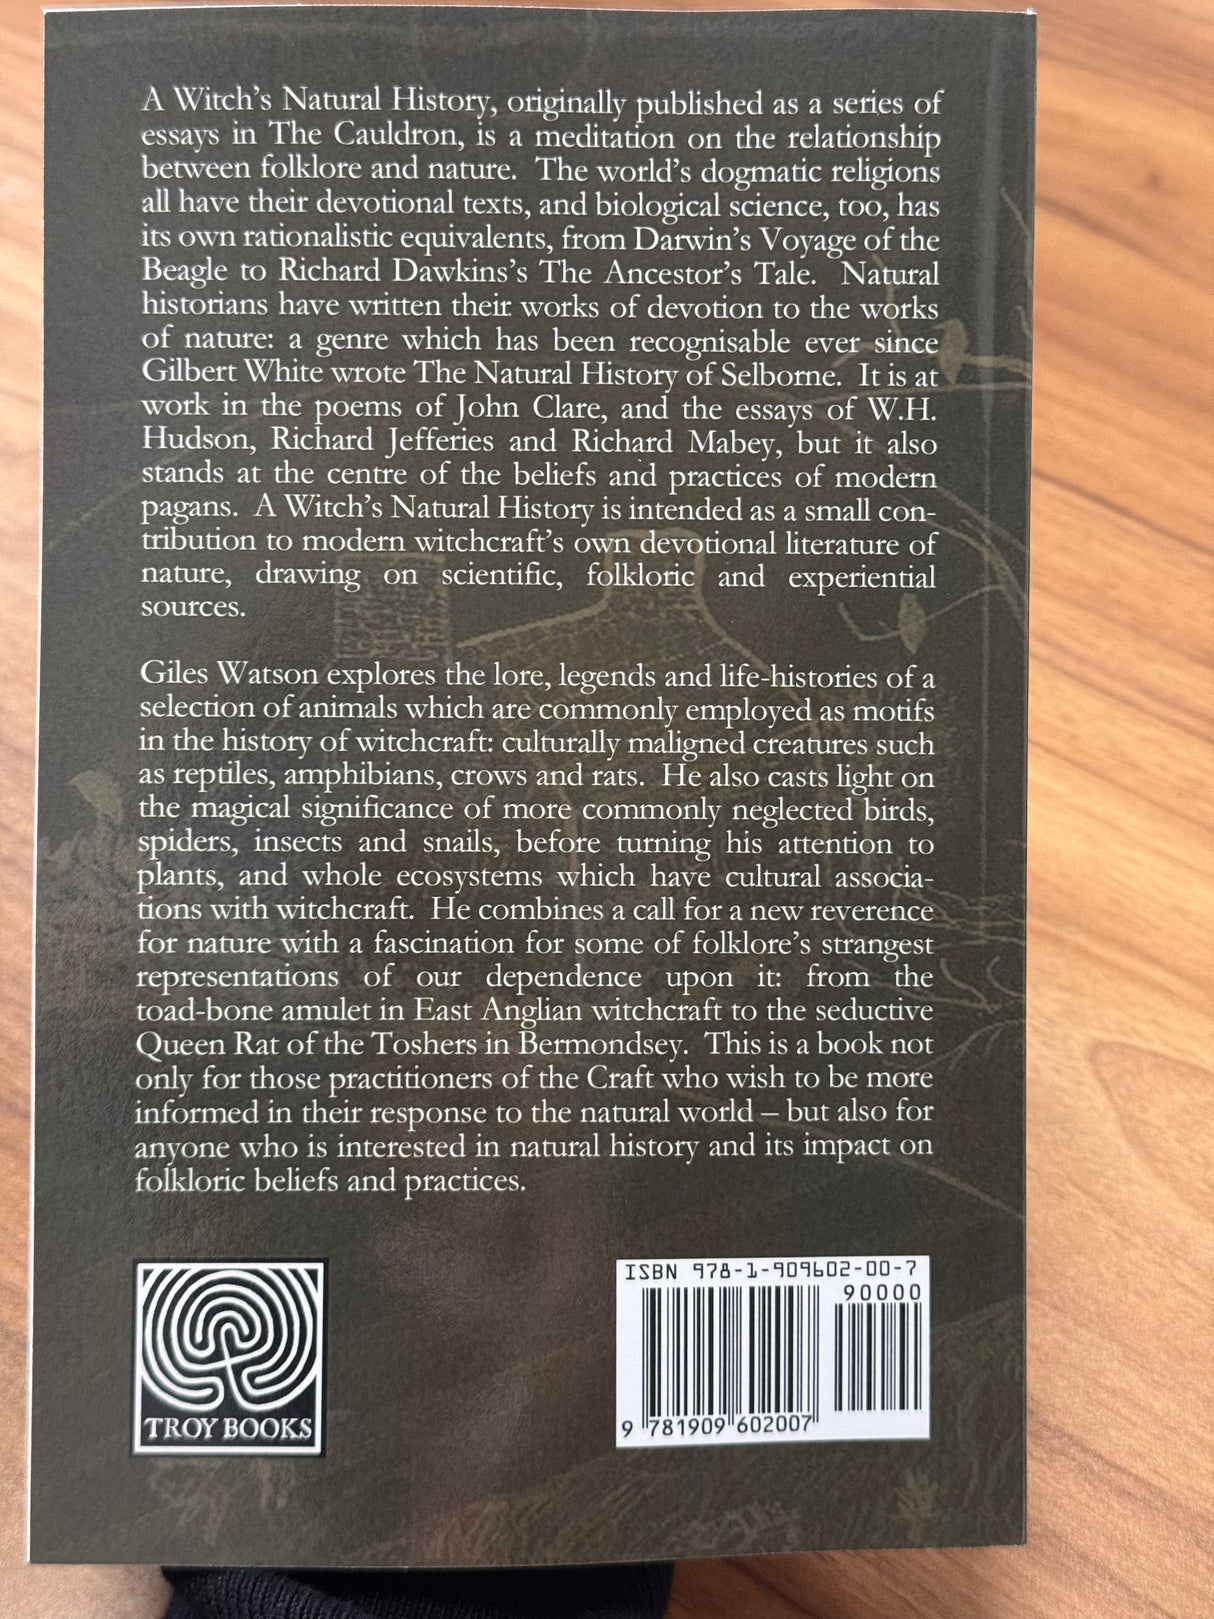 A Witch's Natural History, originally published as a series of
essays in The Cauldron, is a meditation on the relationship
between folklore and nature. The world's dogmatic religions
all have their devotional texts, and biological science, too, has
its own rationalistic equivalents, from Darwin's Voyage of the
Beagle to Richard Dawkins's The Ancestor's Tale. Natural
historians have written their works of devotion to the works
of nature: a genre which has been recognisable ever since
Gilbert White wrote The Natural History of Selborne. It is at
work in the poems of John Clare, and the essays of W.H.
Hudson, Richard Jefferies and Richard Mabey, but it also
stands at the centre of the beliefs and practices of modern
pagans. A Witch's Natural History is intended as a small con-
tribution to modern witchcraft's own devotional literature of
nature, drawing on scientific, folkloric and experiential
sources.
Giles Watson explores the lore, legends and life-histories of a
selection of animals which are commonly employed as motifs
in the history of witchcraft: culturally maligned creatures such
as reptiles, amphibians, crows and rats. He also casts light on
the magical significance of more commonly neglected birds,
spiders, insects and snails, before turning his attention to
plants, and whole ecosystems which have cultural associa-
tions with witchcraft. He combines a call for a new reverence
for nature with a fascination for some of folklore's strangest
representations of our dependence upon it: from the
toad-bone amulet in East Anglian witchcraft to the seductive
Queen Rat of the Toshers in Bermondsey. This is a book not
only for those practitioners of the Craft who wish to be more
informed in their response to the natural world – but also for
anyone who is interested in natural history and its impact on
folkloric beliefs and practices.
TROY BOOKS
ISBN 978-1-909602-00-7
90000
9 781909 602007